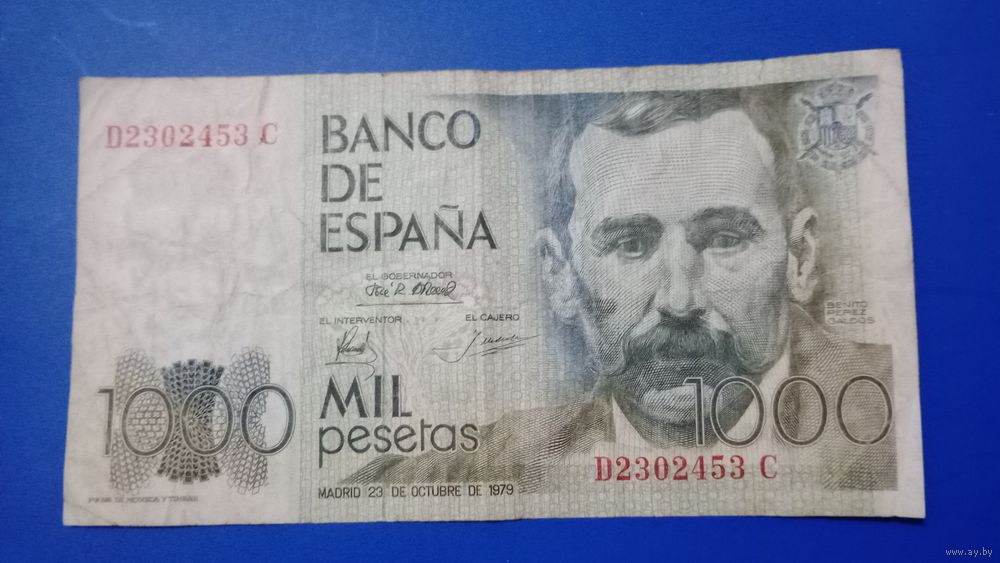 D2302453 C
BANCO
DE
ESPAÑA
EL GOBERNADOR
EL INTERVENTOR
EL CAJERO
BENITO
PEREZ
GALDOS
1000
MIL
pesetas
1000
D2302453 C
MADRID 23 DE OCTUBRE DE 1979
www.ay.by